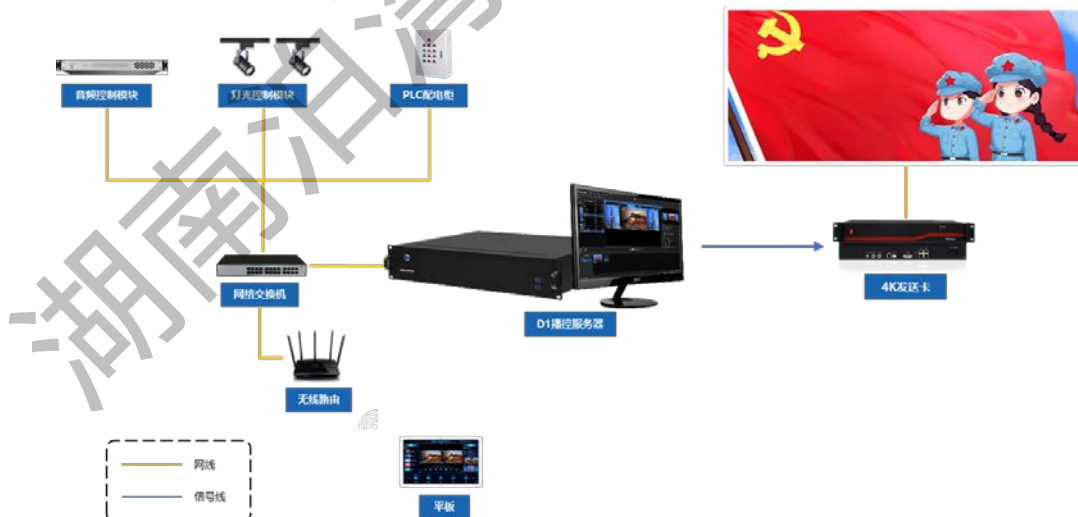 音频控制模块
灯光控制模块
PLC配电柜
网络交换机
D1播控服务器
4K发送卡
无线路由
网线
信号线
平板
湖南泊湾